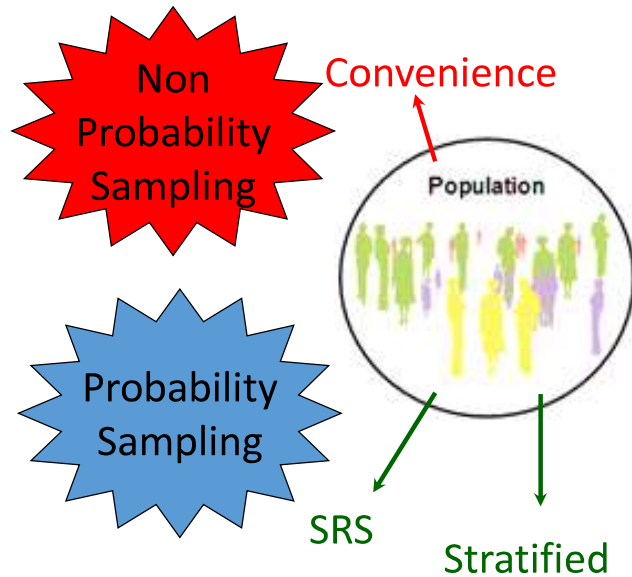 Non
Probability
Sampling
Convenience
Population
Probability
Sampling
SRS
Stratified